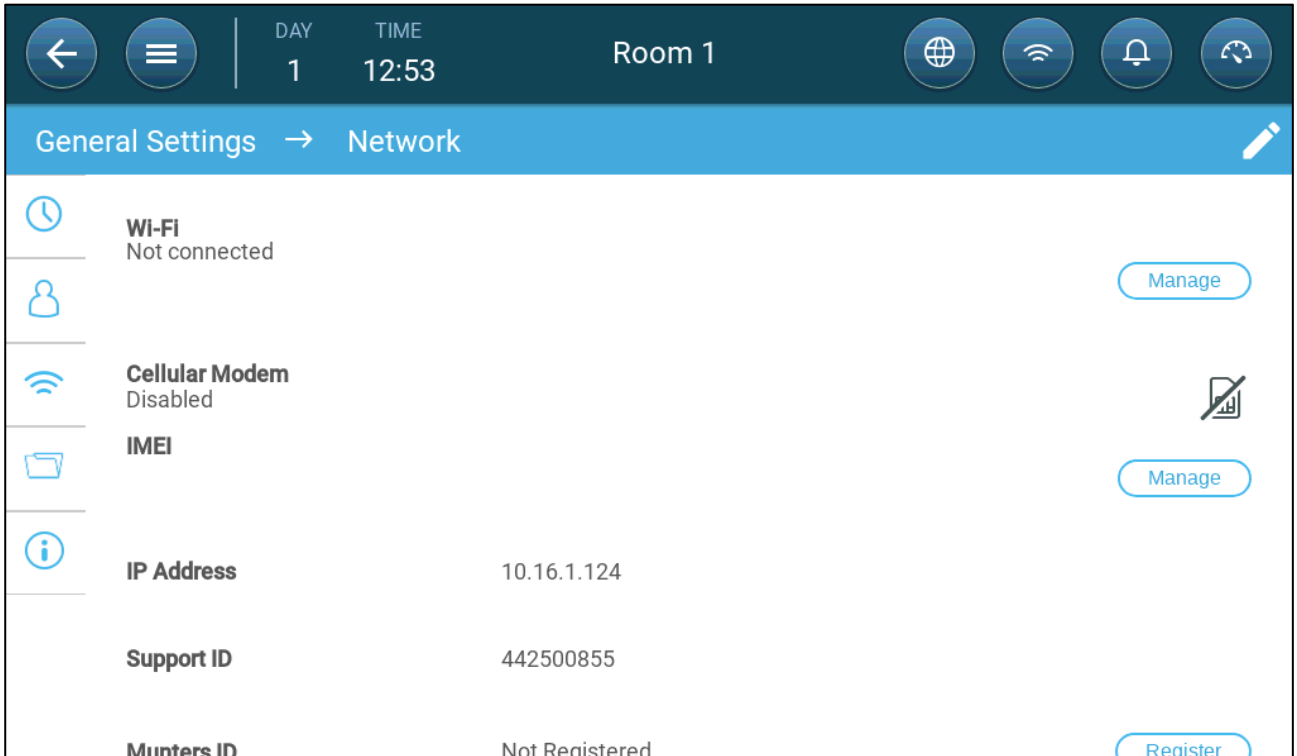 DAY TIME
1 12:53 Room 1
General Settings → Network
Wi-Fi
Not connected
Manage
Cellular Modem
Disabled
IMEI
Manage
IP Address 10.16.1.124
Support ID 442500855
Munters ID Not Registered Register